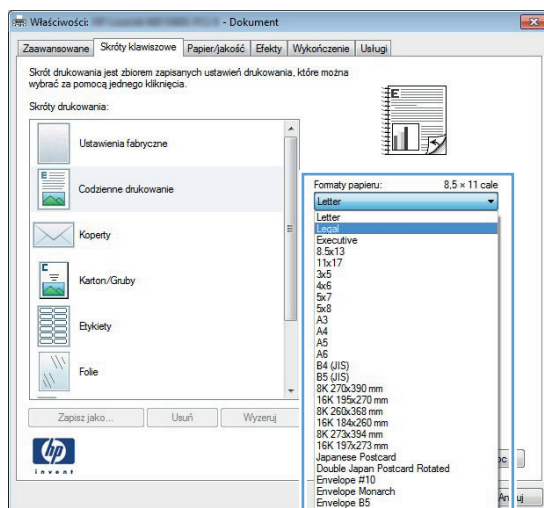 Właściwości: - Dokument
Zaawansowane Skróty klawiszowe Papier/jakość Efekty Wykończenie Usługi
Skrót drukowania jest zbiorem zapisanych ustawień drukowania, które można
wybrać za pomocą jednego kliknięcia.
Skróty drukowania:
Ustawienia fabryczne
Codzienne drukowanie
Koperty
Karton/Gruby
Etykiety
Folie
Zapisz jako... Usuń Wyzeruj
hp
invent
Formaty papieru: 8,5 × 11 cale
Letter
Letter
Legal
Executive
8.5x13
11x17
3x5
4x6
5x7
5x8
A3
A4
A5
A6
B4 (JIS)
B5 (JIS)
8K 270x390 mm
16K 195x270 mm
8K 260x368 mm
16K 184x260 mm
8K 273x394 mm
16K 197x273 mm
Japanese Postcard
Double Japan Postcard Rotated
Envelope #10
Envelope Monarch
Envelope B5